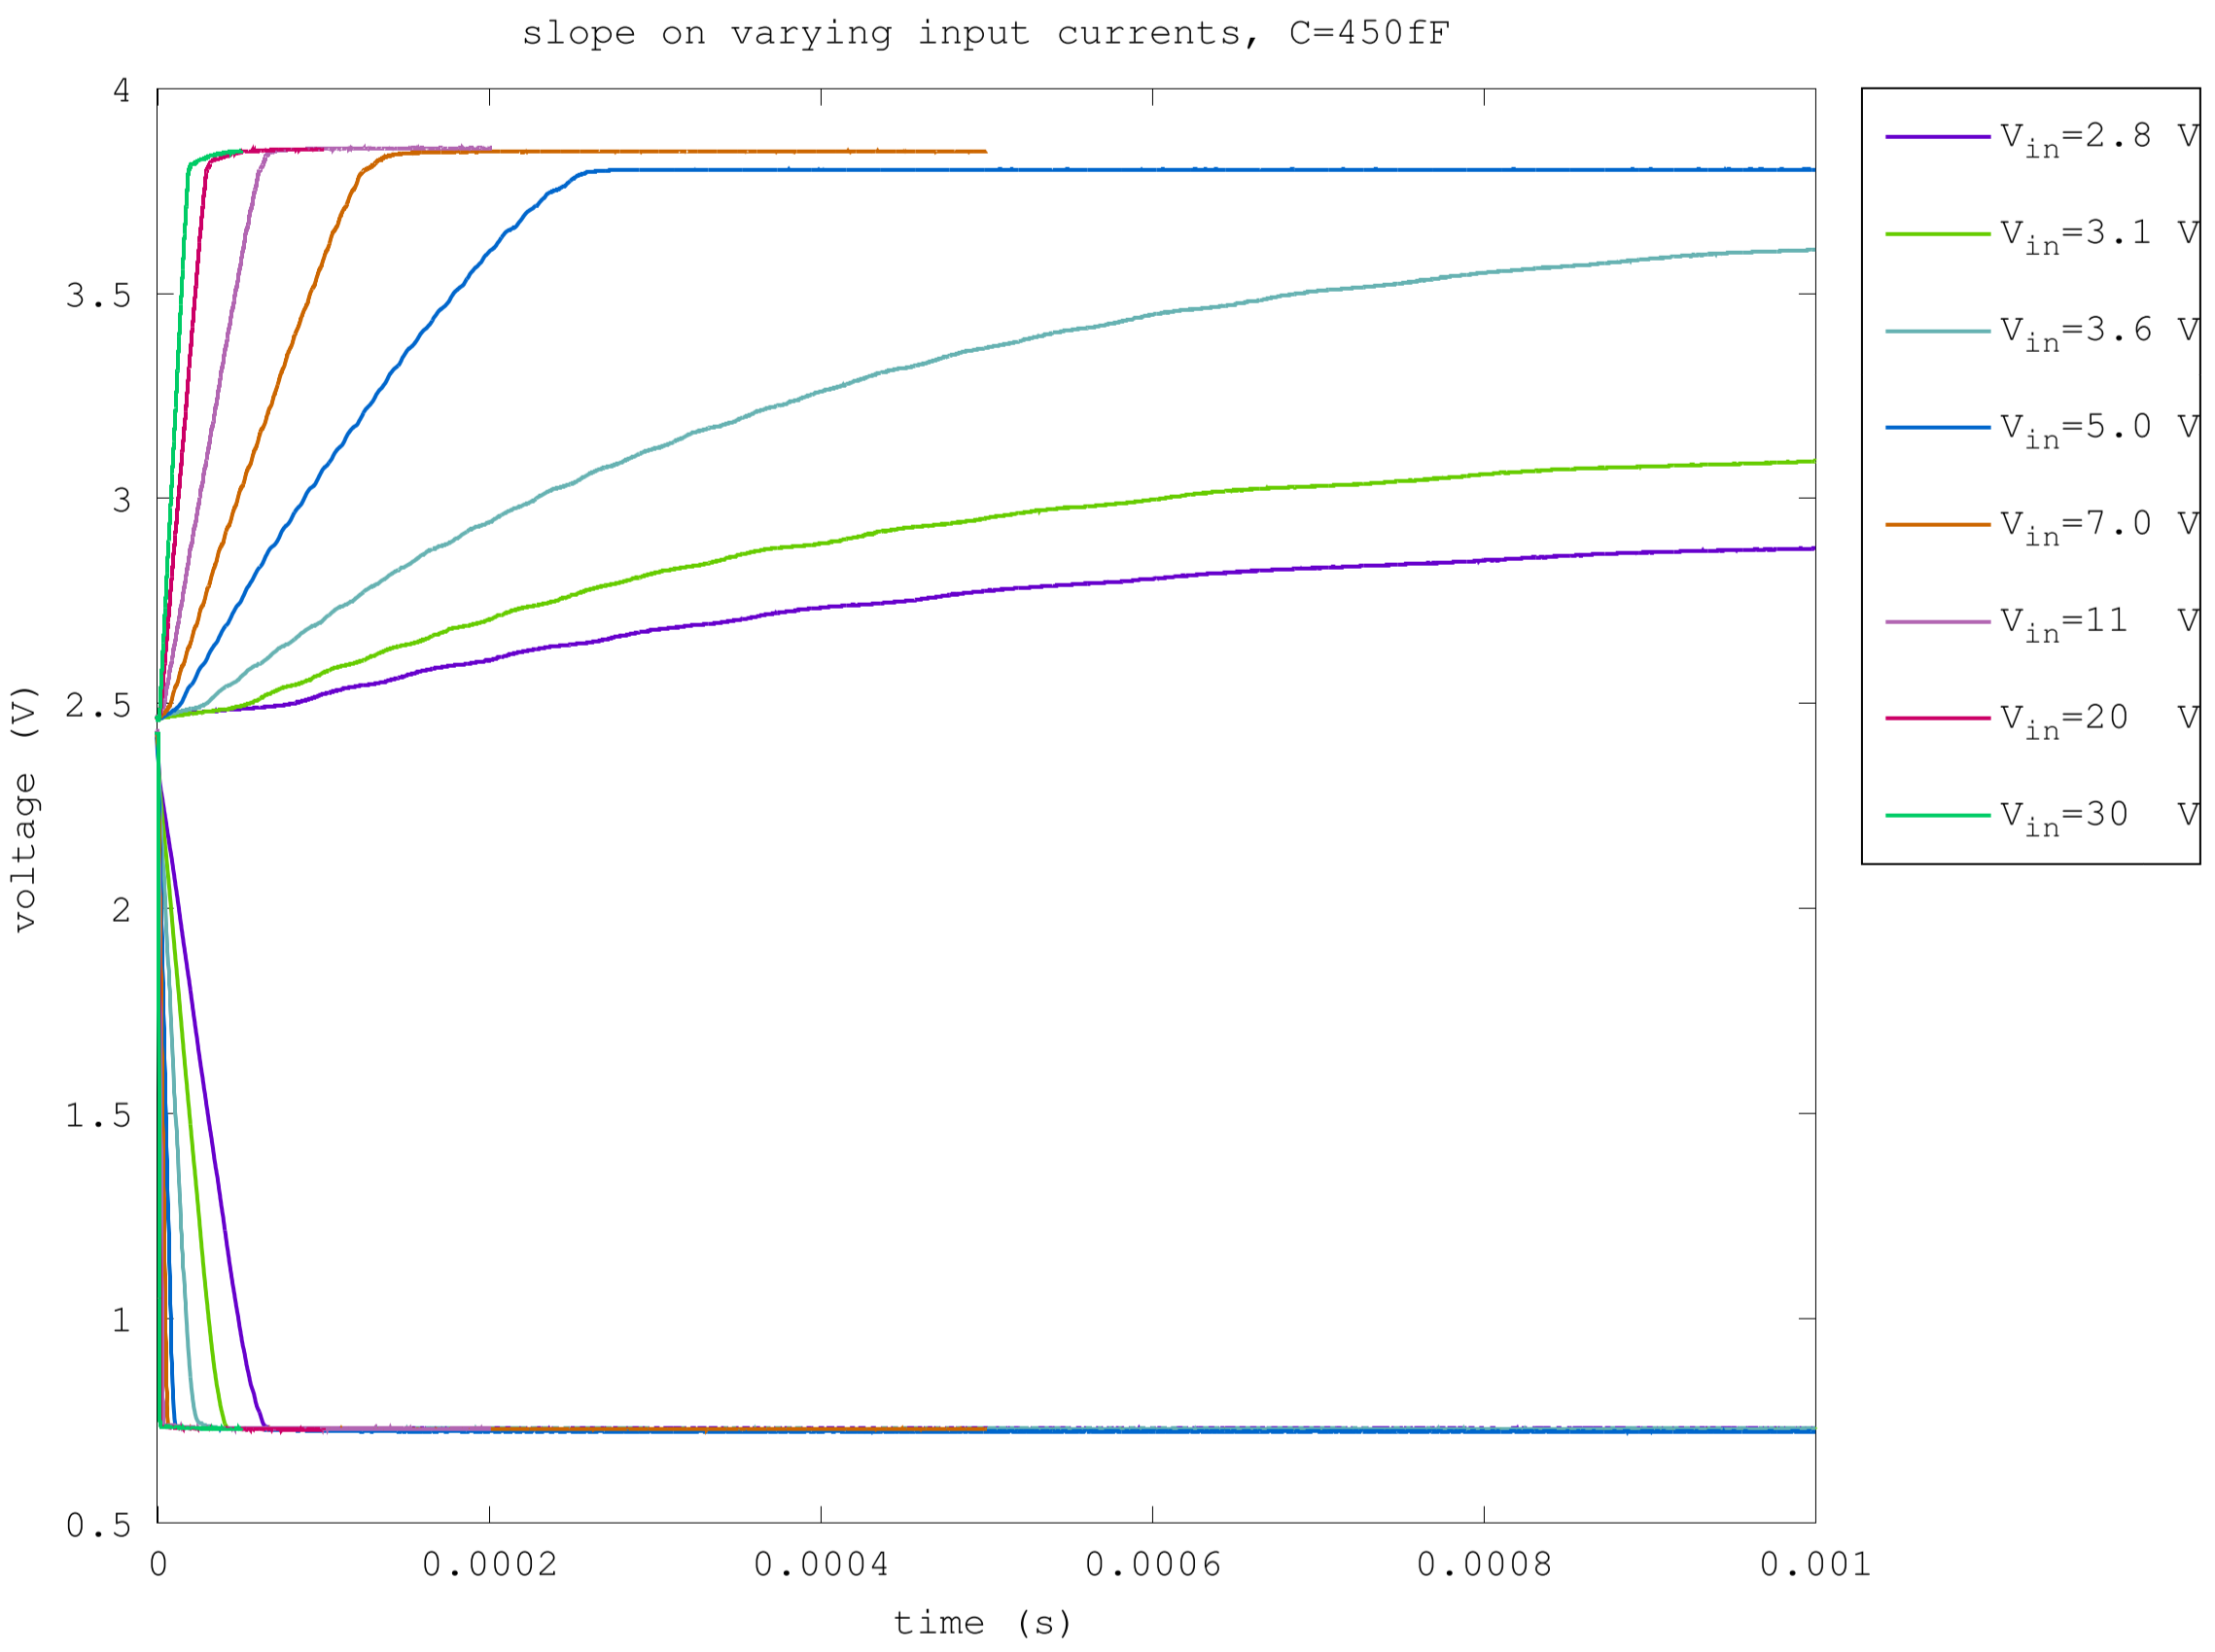 slope on varying input currents, C=450fF
4
3.5
3
2.5
2
1.5
1
0.5
voltage (V)
0 0.0002 0.0004 0.0006 0.0008 0.001
time (s)
Vin=2.8 V
Vin=3.1 V
Vin=3.6 V
Vin=5.0 V
Vin=7.0 V
Vin=11 V
Vin=20 V
Vin=30 V